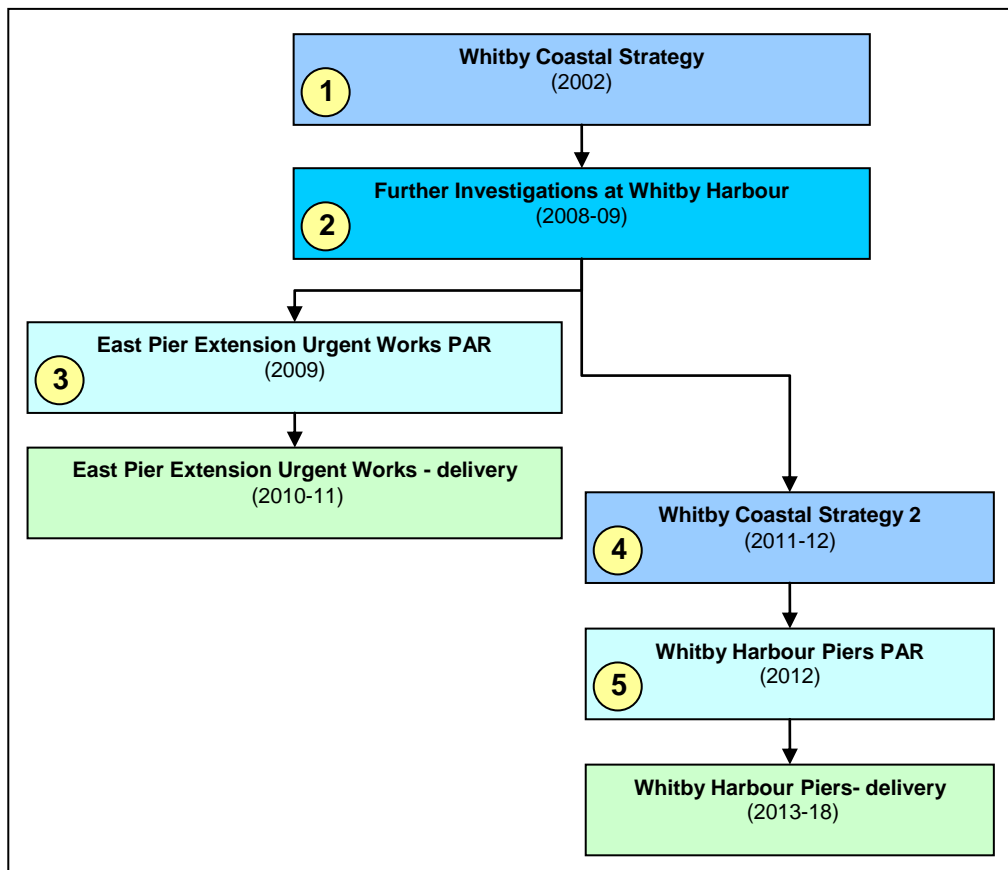 Whitby Coastal Strategy
(2002)
1
Further Investigations at Whitby Harbour
(2008-09)
2
East Pier Extension Urgent Works PAR
(2009)
3
East Pier Extension Urgent Works - delivery
(2010-11)
Whitby Coastal Strategy 2
(2011-12)
4
Whitby Harbour Piers PAR
(2012)
5
Whitby Harbour Piers- delivery
(2013-18)